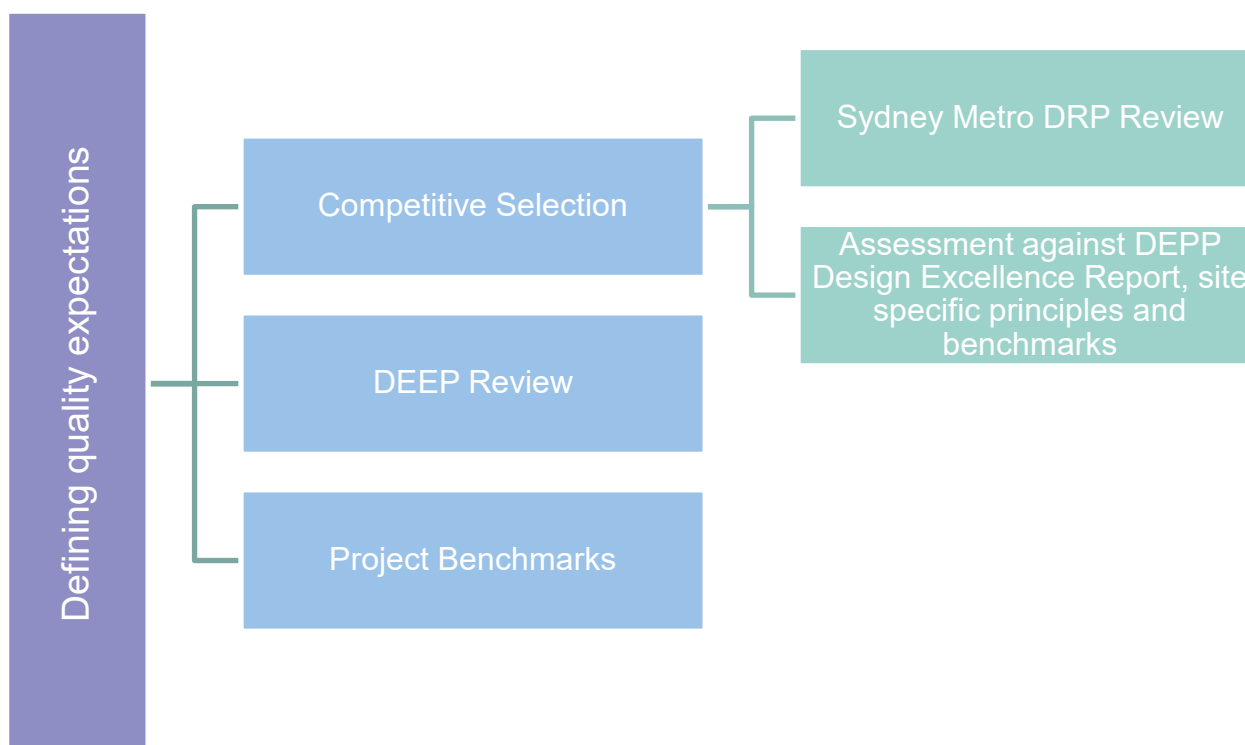 Defining quality expectations
Competitive Selection
DEEP Review
Project Benchmarks
Sydney Metro DRP Review
Assessment against DEPP
Design Excellence Report, site
specific principles and
benchmarks